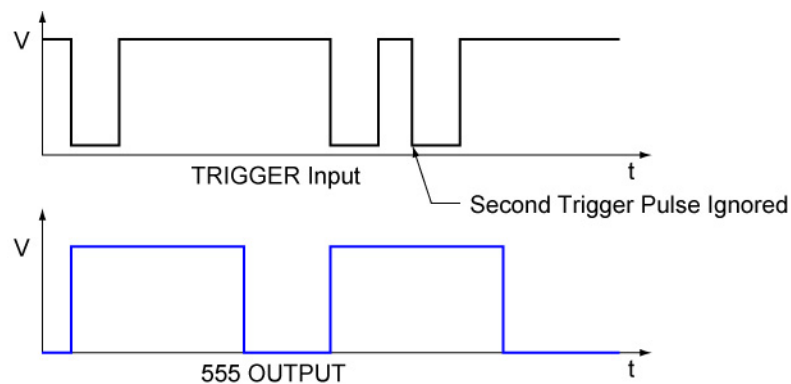 V
TRIGGER Input
t
Second Trigger Pulse Ignored
V
555 OUTPUT
t